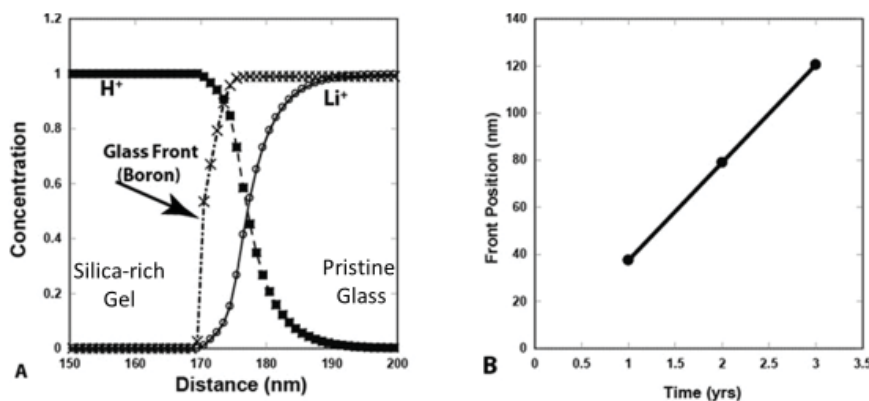 1.2
1
0.8
0.6
0.4
0.2
0
Concentration
H+
Li+
Glass Front
(Boron)
Silica-rich
Gel
Pristine
Glass
150 160 170 180 190 200
Distance (nm)
A
140
120
100
80
60
40
20
0
Front Position (nm)
0 0.5 1 1.5 2 2.5 3 3.5
Time (yrs)
B